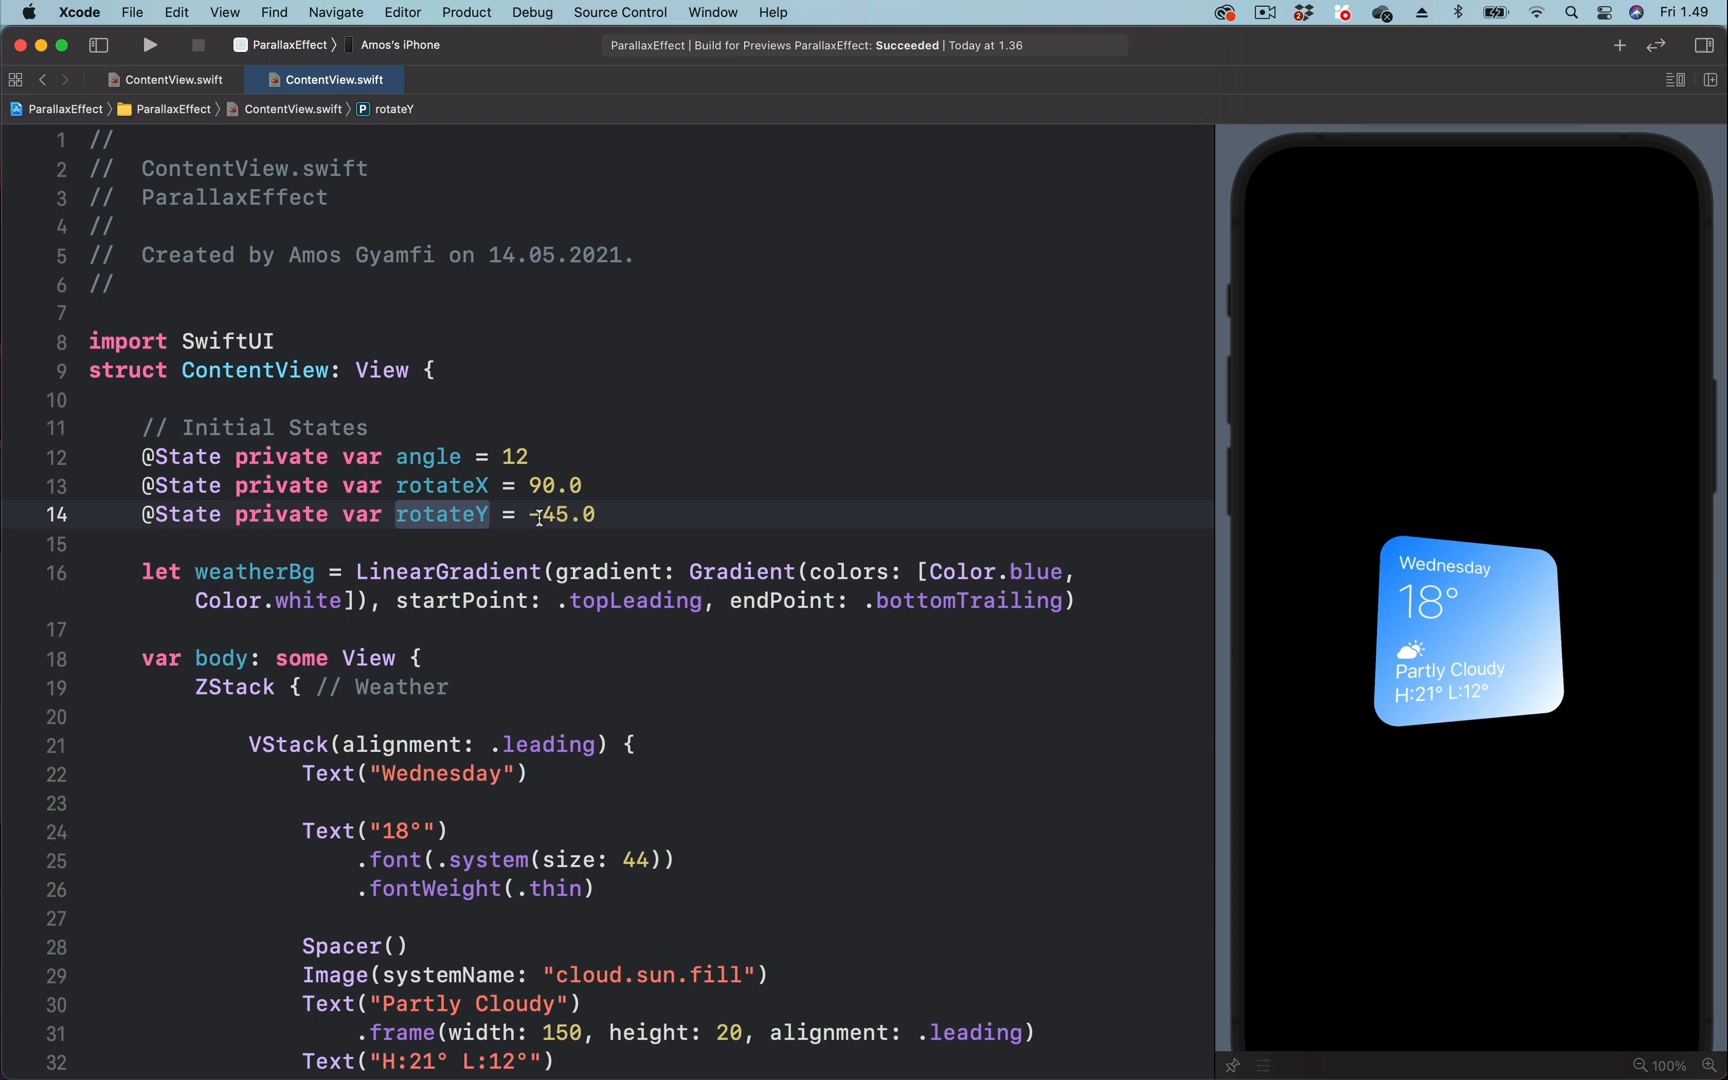 Xcode File Edit View Find Navigate Editor Product Debug Source Control Window Help Fri 1.49
ParallaxEffect 〉 Amos's iPhone ParallaxEffect | Build for Previews ParallaxEffect: Succeeded | Today at 1.36
ContentView.swift ContentView.swift
ParallaxEffect 〉 ParallaxEffect 〉 ContentView.swift 〉 P rotateY
1 //
2 //  ContentView.swift
3 //  ParallaxEffect
4 //
5 //  Created by Amos Gyamfi on 14.05.2021.
6 //
7
8 import SwiftUI
9 struct ContentView: View {
10
11 // Initial States
12 @State private var angle = 12
13 @State private var rotateX = 90.0
14 @State private var rotateY = -45.0
15
16 let weatherBg = LinearGradient(gradient: Gradient(colors: [Color.blue,
Color.white]), startPoint: .topLeading, endPoint: .bottomTrailing)
17
18 var body: some View {
19 ZStack { // Weather
20
21 VStack(alignment: .leading) {
22 Text("Wednesday")
23
24 Text("18°")
25 .font(.system(size: 44))
26 .fontWeight(.thin)
27
28 Spacer()
29 Image(systemName: "cloud.sun.fill")
30 Text("Partly Cloudy")
31 .frame(width: 150, height: 20, alignment: .leading)
32 Text("H:21° L:12°")
Wednesday
18°
Partly Cloudy
H:21° L:12°
100%